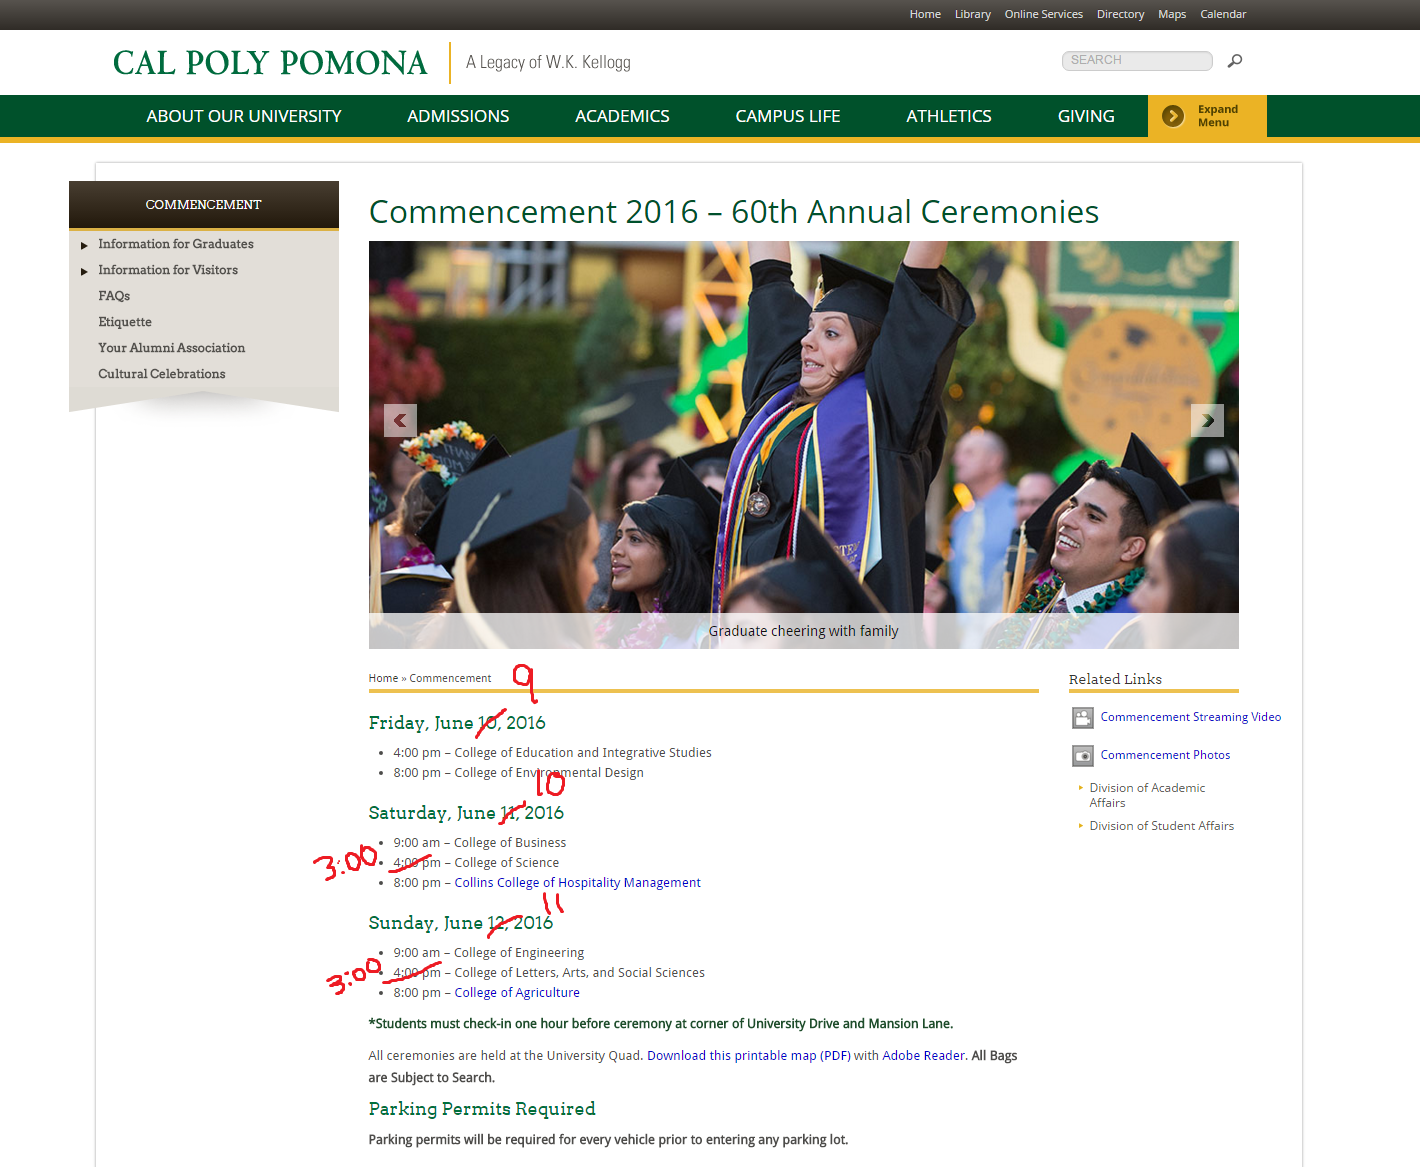 Home Library Online Services Directory Maps Calendar
CAL POLY POMONA
A Legacy of W.K. Kellogg
SEARCH
ABOUT OUR UNIVERSITY ADMISSIONS ACADEMICS CAMPUS LIFE ATHLETICS GIVING
Expand
Menu
COMMENCEMENT
Information for Graduates
Information for Visitors
FAQs
Etiquette
Your Alumni Association
Cultural Celebrations
Commencement 2016 – 60th Annual Ceremonies
Graduate cheering with family
Home » Commencement
9
Friday, June 10, 2016
• 4:00 pm – College of Education and Integrative Studies
• 8:00 pm – College of Environmental Design
10
Saturday, June 11, 2016
• 9:00 am – College of Business
3:00
• 4:00 pm – College of Science
• 8:00 pm – Collins College of Hospitality Management
11
Sunday, June 12, 2016
• 9:00 am – College of Engineering
3:00
• 4:00 pm – College of Letters, Arts, and Social Sciences
• 8:00 pm – College of Agriculture
*Students must check-in one hour before ceremony at corner of University Drive and Mansion Lane.
All ceremonies are held at the University Quad. Download this printable map (PDF) with Adobe Reader. All Bags
are Subject to Search.
Parking Permits Required
Parking permits will be required for every vehicle prior to entering any parking lot.
Related Links
Commencement Streaming Video
Commencement Photos
Division of Academic
Affairs
Division of Student Affairs